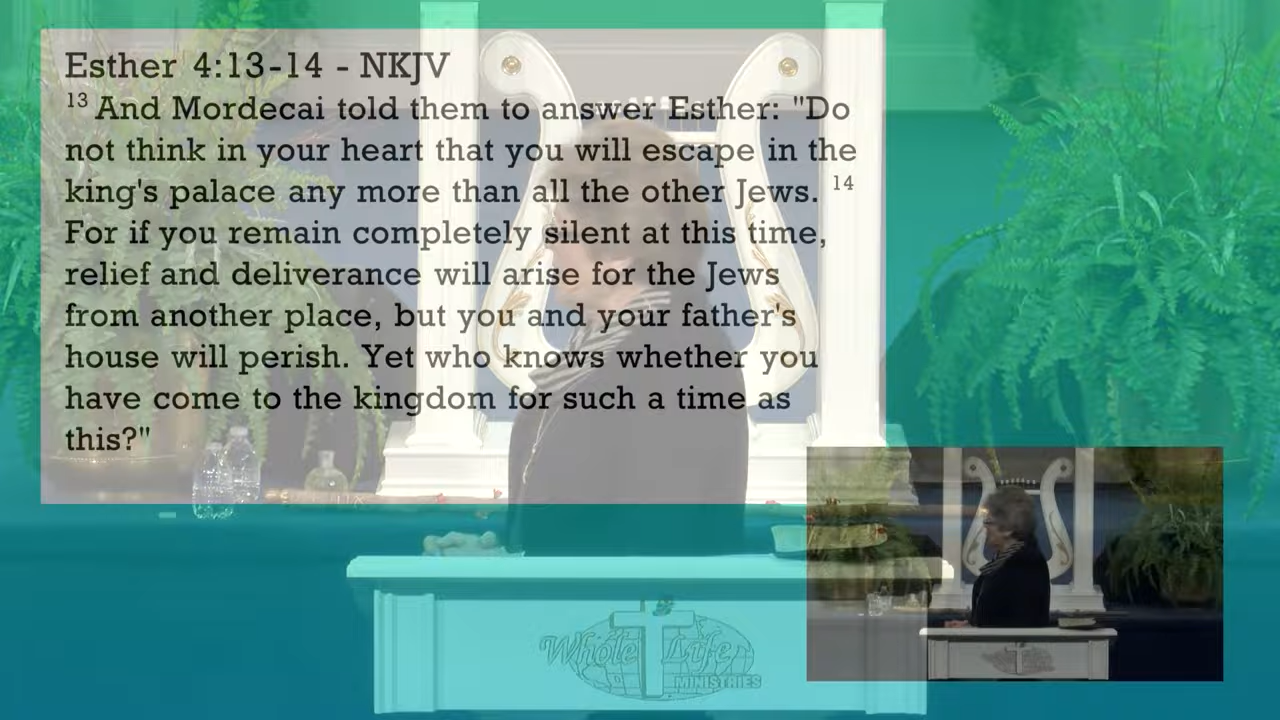 Esther 4:13-14 - NKJV
13 And Mordecai told them to answer Esther: "Do
not think in your heart that you will escape in the
king's palace any more than all the other Jews. 14
For if you remain completely silent at this time,
relief and deliverance will arise for the Jews
from another place, but you and your father's
house will perish. Yet who knows whether you
have come to the kingdom for such a time as
this?"
Whole Life
MINISTRIES